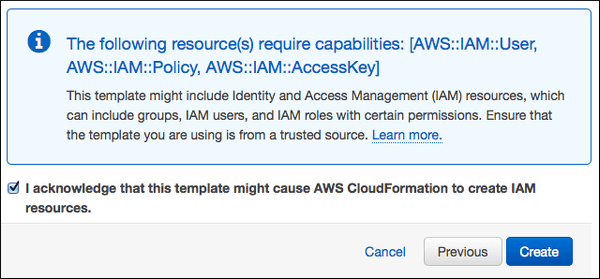 The following resource(s) require capabilities: [AWS::IAM::User,
AWS::IAM::Policy, AWS::IAM::AccessKey]
This template might include Identity and Access Management (IAM) resources, which
can include groups, IAM users, and IAM roles with certain permissions. Ensure that
the template you are using is from a trusted source. Learn more.
I acknowledge that this template might cause AWS CloudFormation to create IAM
resources.
Cancel Previous Create